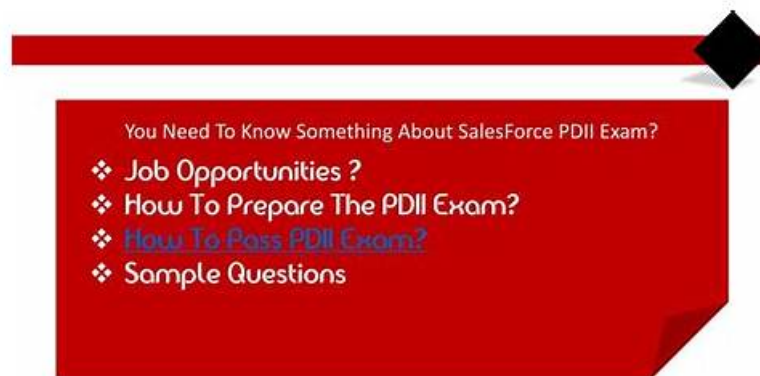 You Need To Know Something About SalesForce PDII Exam?
Job Opportunities ?
How To Prepare The PDII Exam?
How To Pass PDII Exam?
Sample Questions